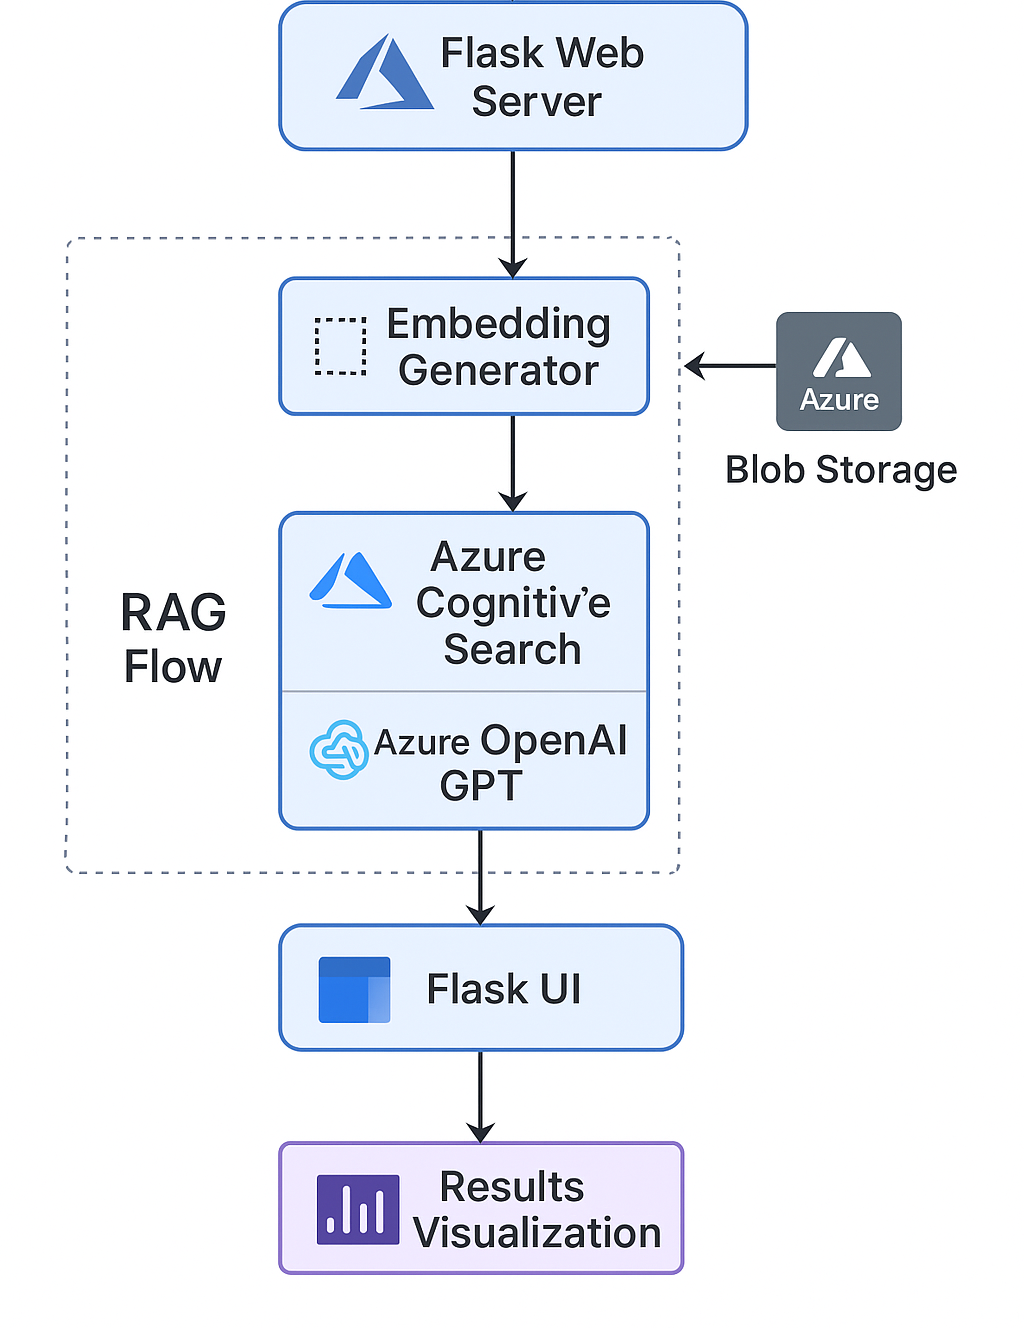 Flask Web
Server
Embedding
Generator
Azure
Blob Storage
Azure
Cognitiv’e
Search
RAG
Flow
Azure OpenAI
GPT
Flask UI
Results
Visualization